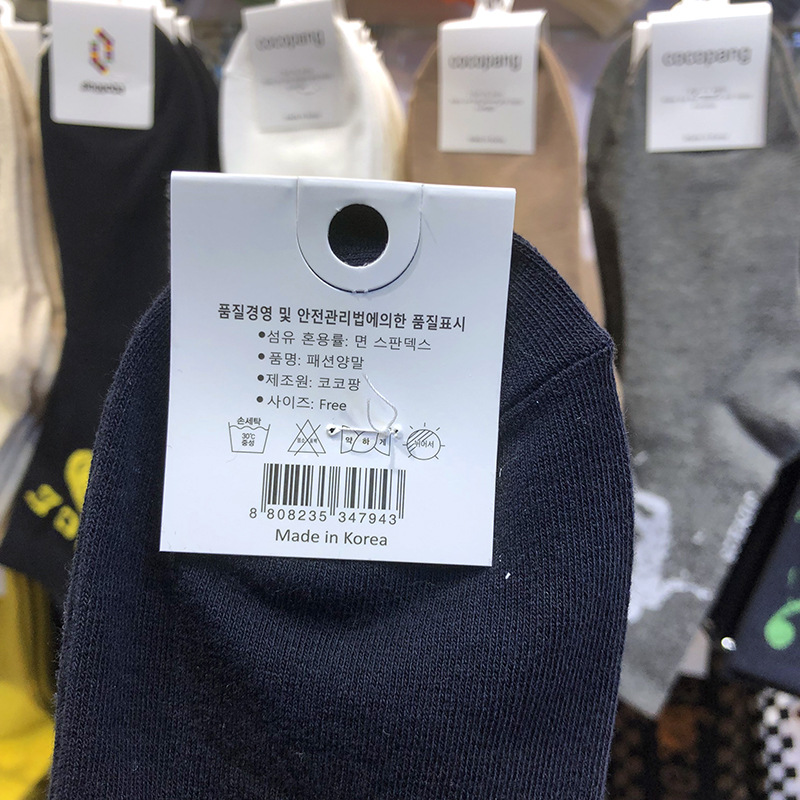 cocopang
cocopang
cocopang
품질경영 및 안전관리법에의한 품질표시
•섬유 혼용률: 면 스판덱스
•품명: 패션양말
•제조원: 코코팡
•사이즈: Free
손세탁
30℃
중성
약하게
뉘어서
8 808235 347943
Made in Korea